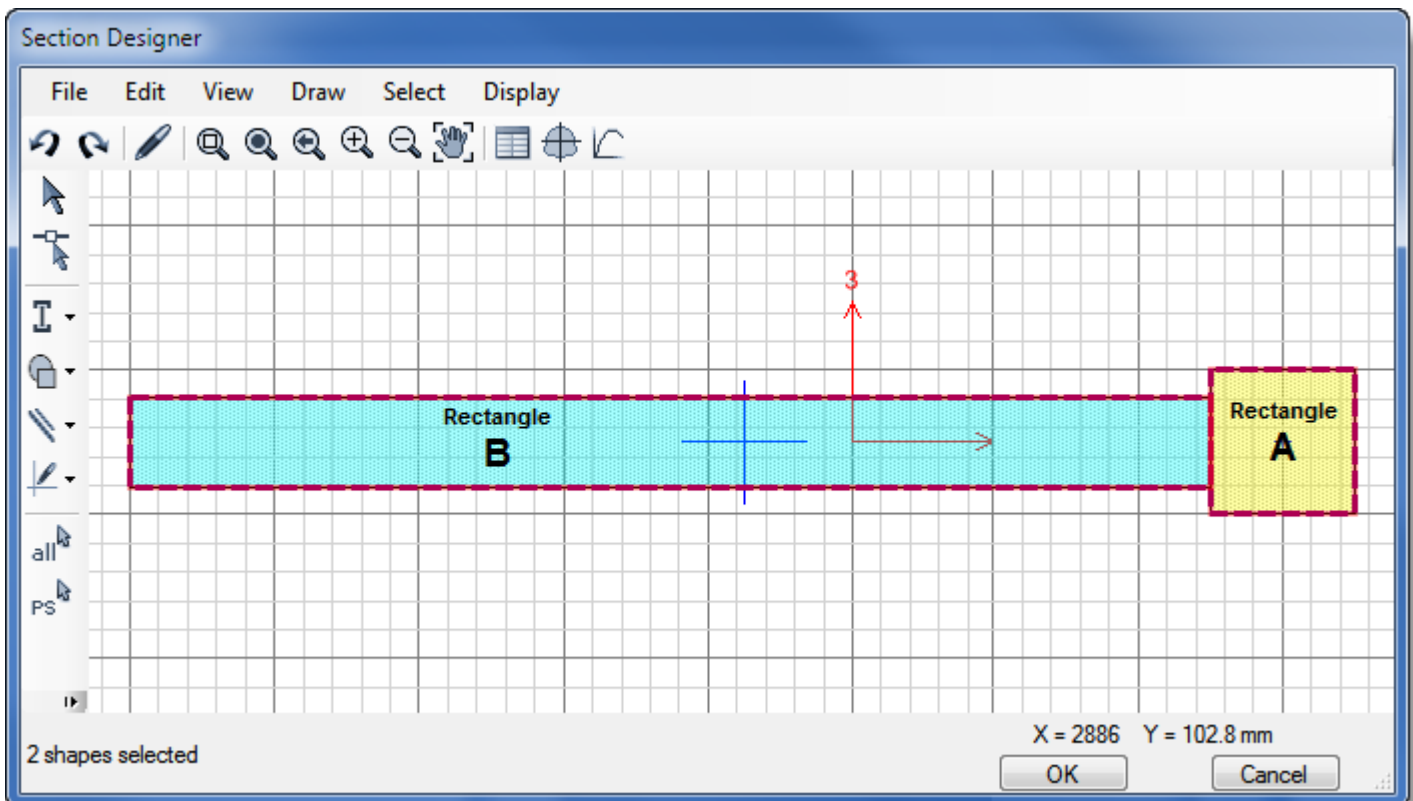 Section Designer
File Edit View Draw Select Display
3
Rectangle
B
Rectangle
A
all
PS
X = 2886 Y = 102.8 mm
2 shapes selected
OK Cancel